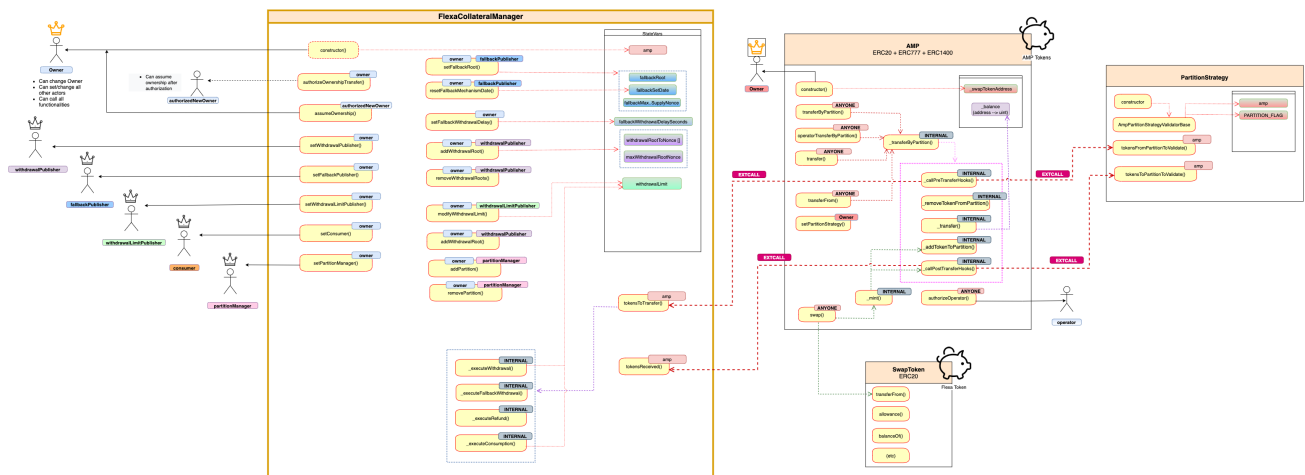 FlexaCollateralManager
Owner
Can change Owner
Can set/change all
other actors
Can call all
functionalities
Can assume
ownership after
authorization
authorizedNewOwner
withdrawalPublisher
fallbackPublisher
withdrawalLimitPublisher
consumer
partitionManager
constructor()
owner
authorizeOwnershipTransfer()
authorizedNewOwner
assumeOwnership()
owner
setWithdrawalPublisher()
owner
setFallbackPublisher()
owner
setWithdrawalLimitPublisher()
owner
setConsumer()
owner
setPartitionManager()
owner fallbackPublisher
setFallbackRoot()
owner fallbackPublisher
resetFallbackMechanismDate()
owner
setFallbackWithdrawalDelay()
owner withdrawalPublisher
addWithdrawalRoot()
owner withdrawalPublisher
removeWithdrawalRoots()
owner withdrawalLimitPublisher
modifyWithdrawalLimit()
owner withdrawalPublisher
addWithdrawalRoot()
owner partitionManager
addPartition()
owner partitionManager
removePartition()
INTERNAL
_executeWithdrawal()
INTERNAL
_executeFallbackWithdrawal()
INTERNAL
_executeRefund()
INTERNAL
_executeConsumption()
StateVars
amp
fallbackRoot
fallbackSetDate
fallbackMax..SupplyNonce
fallbackWithdrawalDelaySeconds
withdrawalRootToNonce []
maxWithdrawalRootNonce
withdrawalLimit
amp
tokensToTransfer()
amp
tokensReceived()
EXTCALL
EXTCALL
Owner
AMP
ERC20 + ERC777 + ERC1400
AMP Tokens
constructor()
ANYONE
transferByPartition()
ANYONE
operatorTransferByPartition()
ANYONE
transfer()
ANYONE
transferFrom()
Owner
setPartitionStrategy()
INTERNAL
_transferByPartition()
_swapTokenAddress
_balance
(address --> uint)
INTERNAL
_callPreTransferHooks()
INTERNAL
_removeTokenFromPartition()
INTERNAL
_transfer()
INTERNAL
_addTokenToPartition()
INTERNAL
_callPostTransferHooks()
INTERNAL
_mint()
ANYONE
authorizeOperator()
ANYONE
swap()
operator
EXTCALL
EXTCALL
PartitionStrategy
constructor
AmpPartitionStrategyValidatorBase
amp
tokensFromPartitionToValidate()
amp
tokensToPartitionToValidate()
amp
PARTITION_FLAG
SwapToken
ERC20
Flexa Token
transferFrom()
allowance()
balanceOf()
(etc)